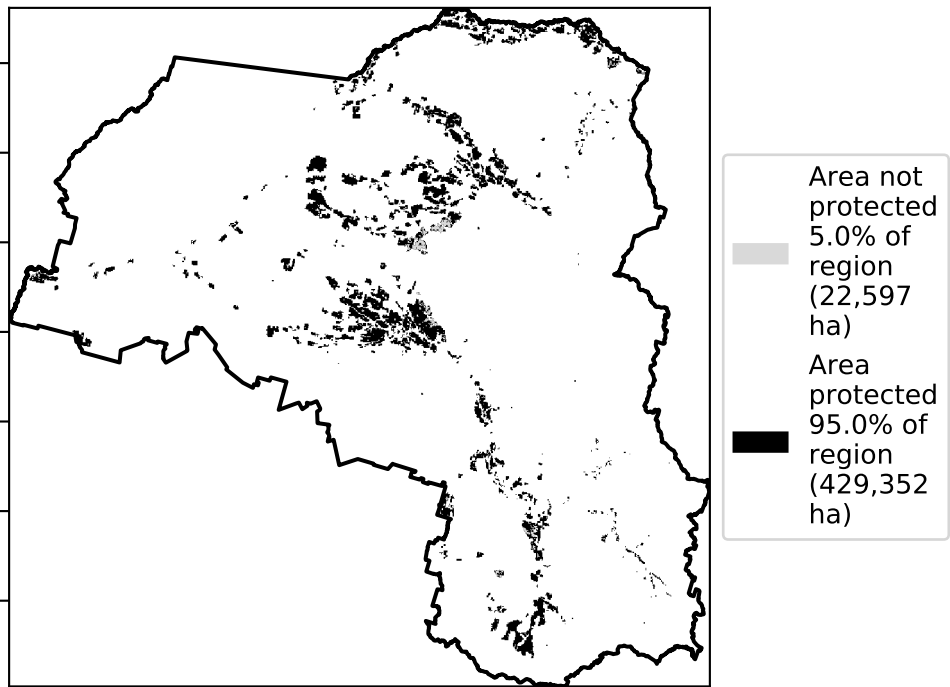 Area not
protected
5.0% of
region
(22,597
ha)
Area
protected
95.0% of
region
(429,352
ha)